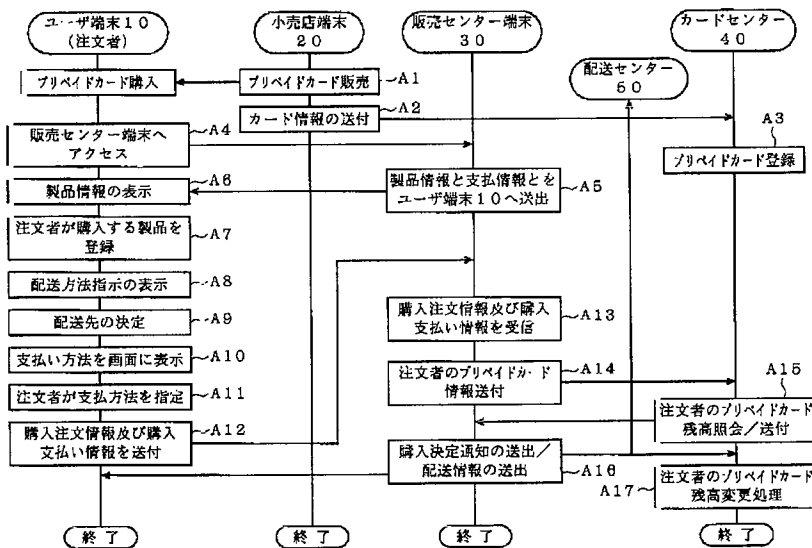 ユーザ端末10
(注文者)
小売店端末
20
販売センター端末
30
カードセンター
40
配送センター
50
プリペイドカード購入
プリペイドカード販売
A1
カード情報の送付
A2
A3
プリペイドカード登録
販売センター端末へ
アクセス
A4
製品情報と支払情報とを
ユーザ端末10へ送出
A5
製品情報の表示
A6
注文者が購入する製品を
登録
A7
配送方法指示の表示
A8
配送先の決定
A9
支払い方法を画面に表示
A10
注文者が支払方法を指定
A11
購入注文情報及び購入
支払い情報を送付
A12
購入注文情報及び購入
支払い情報を受信
A13
注文者のプリペイドカード
情報送付
A14
A15
注文者のプリペイドカード
残高照会/送付
購入決定通知の送出/
配送情報の送出
A16
A17
注文者のプリペイドカード
残高変更処理
終了
終了
終了
終了